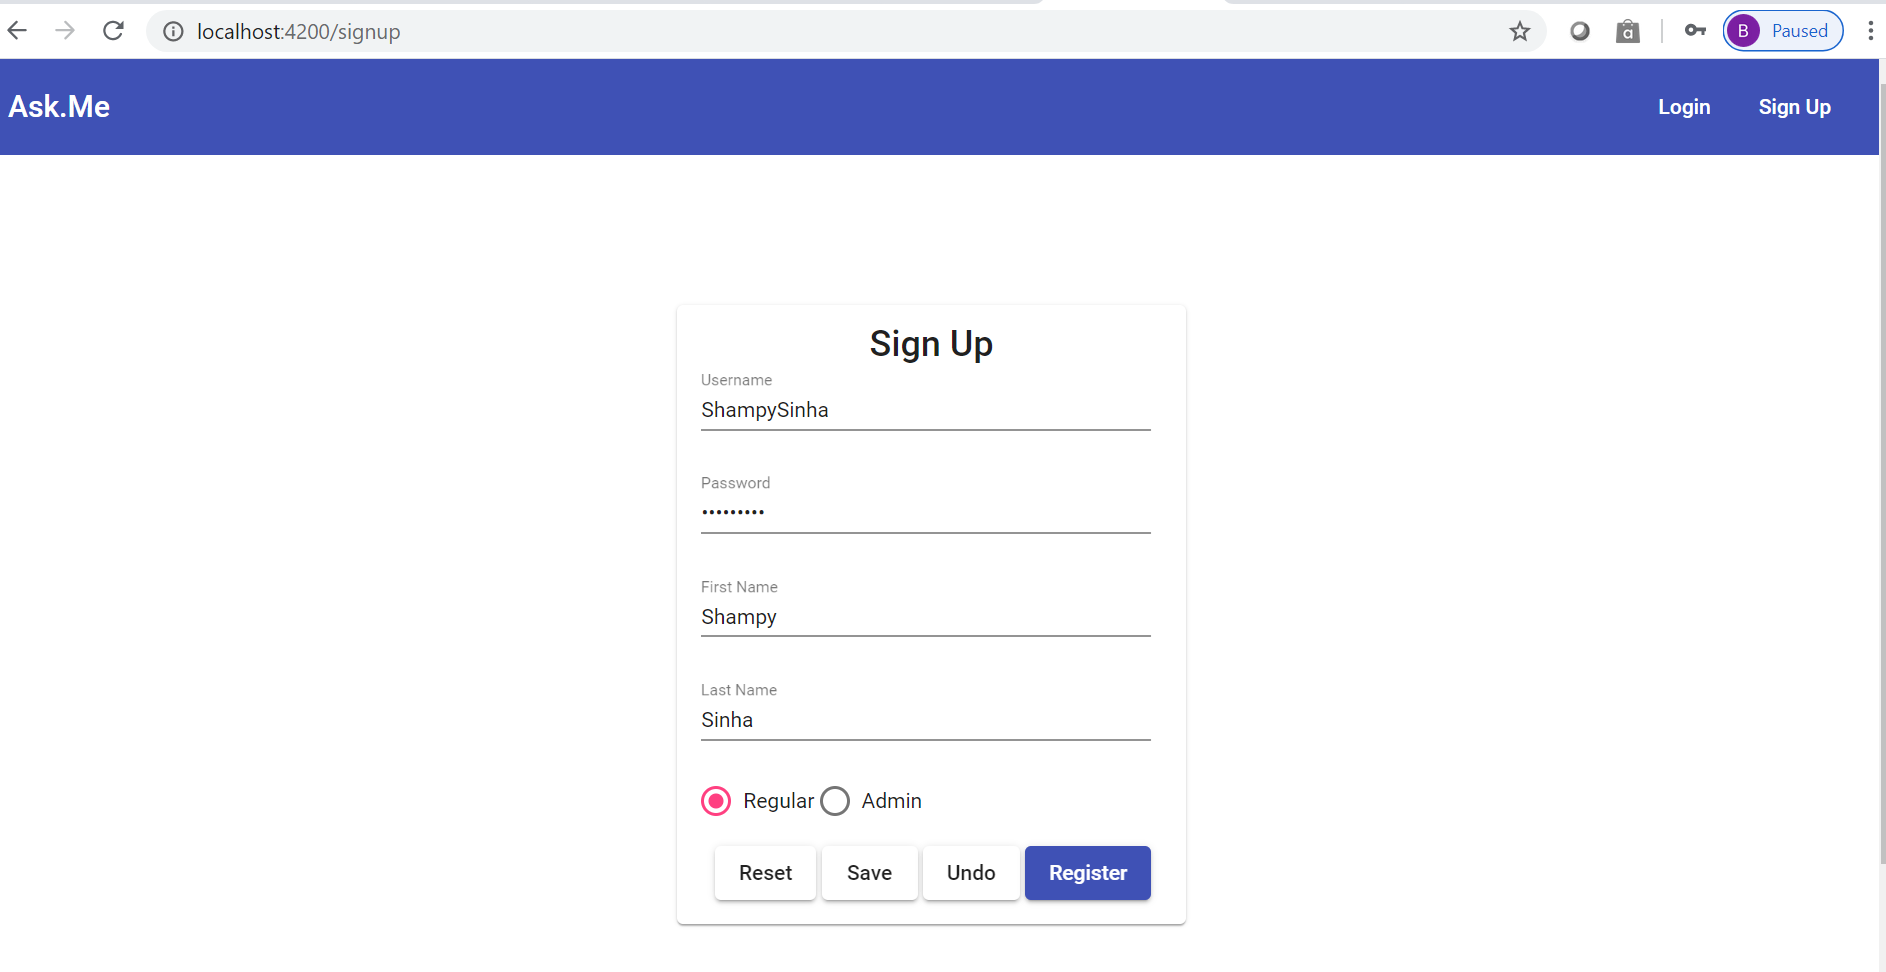 localhost:4200/signup
a
B Paused
Ask.Me Login Sign Up
Sign Up
Username
ShampySinha
Password
•••••••••
First Name
Shampy
Last Name
Sinha
Regular Admin
Reset Save Undo Register